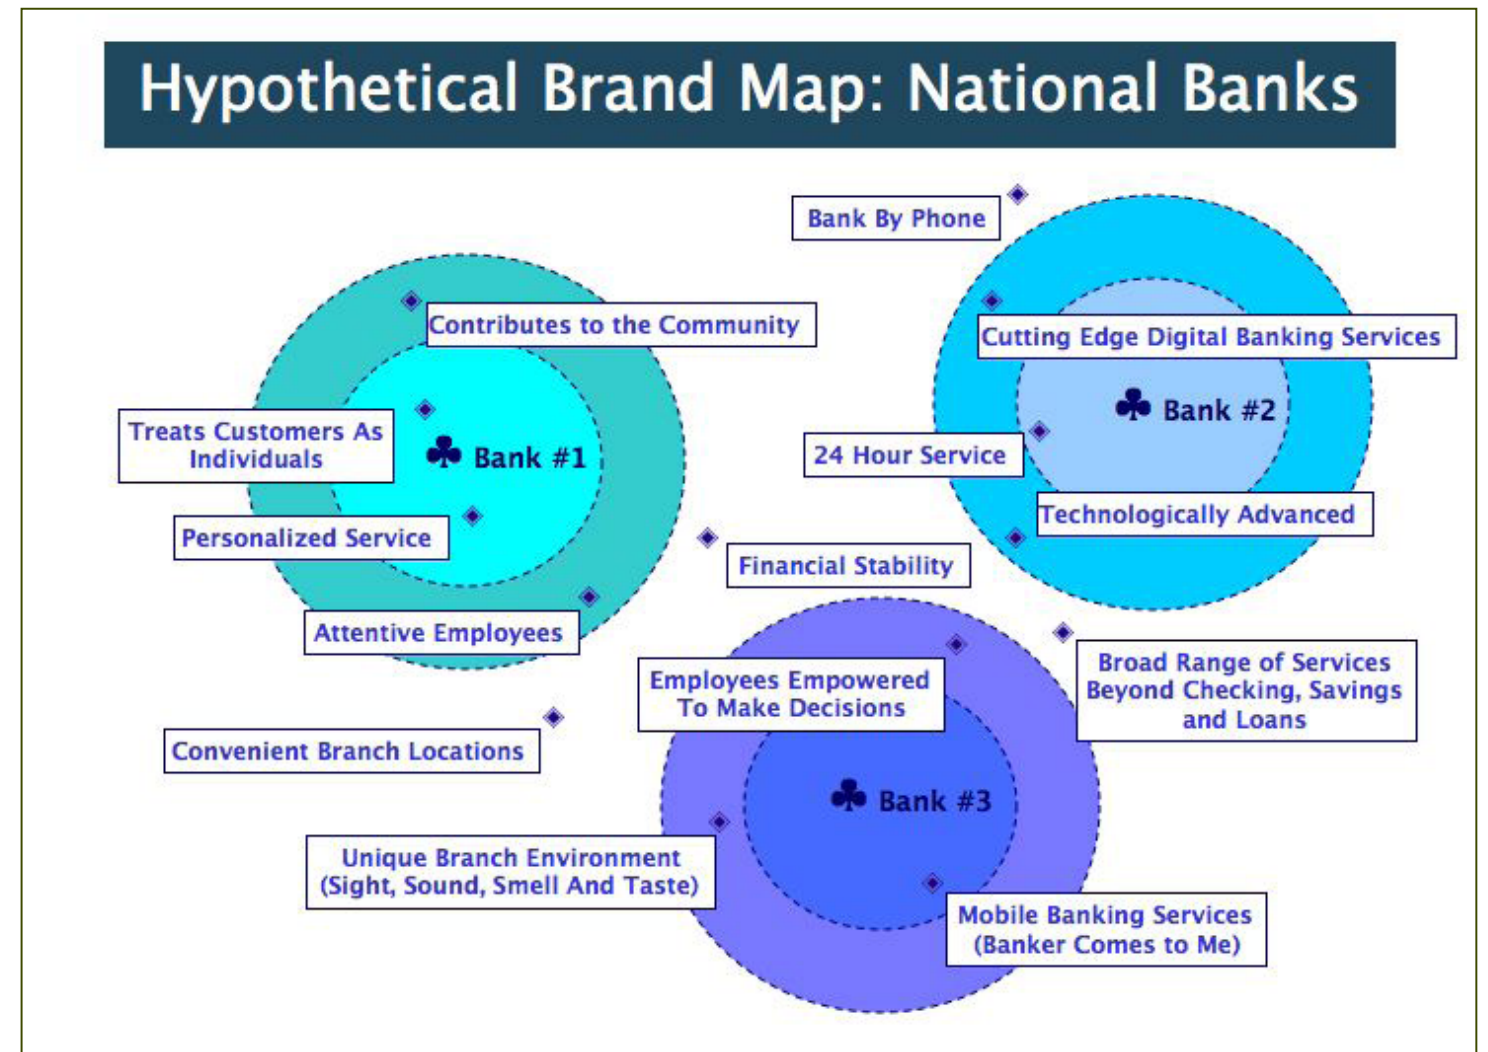 Hypothetical Brand Map: National Banks
Bank By Phone
Contributes to the Community
Cutting Edge Digital Banking Services
Treats Customers As
Individuals
Bank #1
Bank #2
24 Hour Service
Personalized Service
Technologically Advanced
Financial Stability
Attentive Employees
Employees Empowered
To Make Decisions
Broad Range of Services
Beyond Checking, Savings
and Loans
Convenient Branch Locations
Bank #3
Unique Branch Environment
(Sight, Sound, Smell And Taste)
Mobile Banking Services
(Banker Comes to Me)